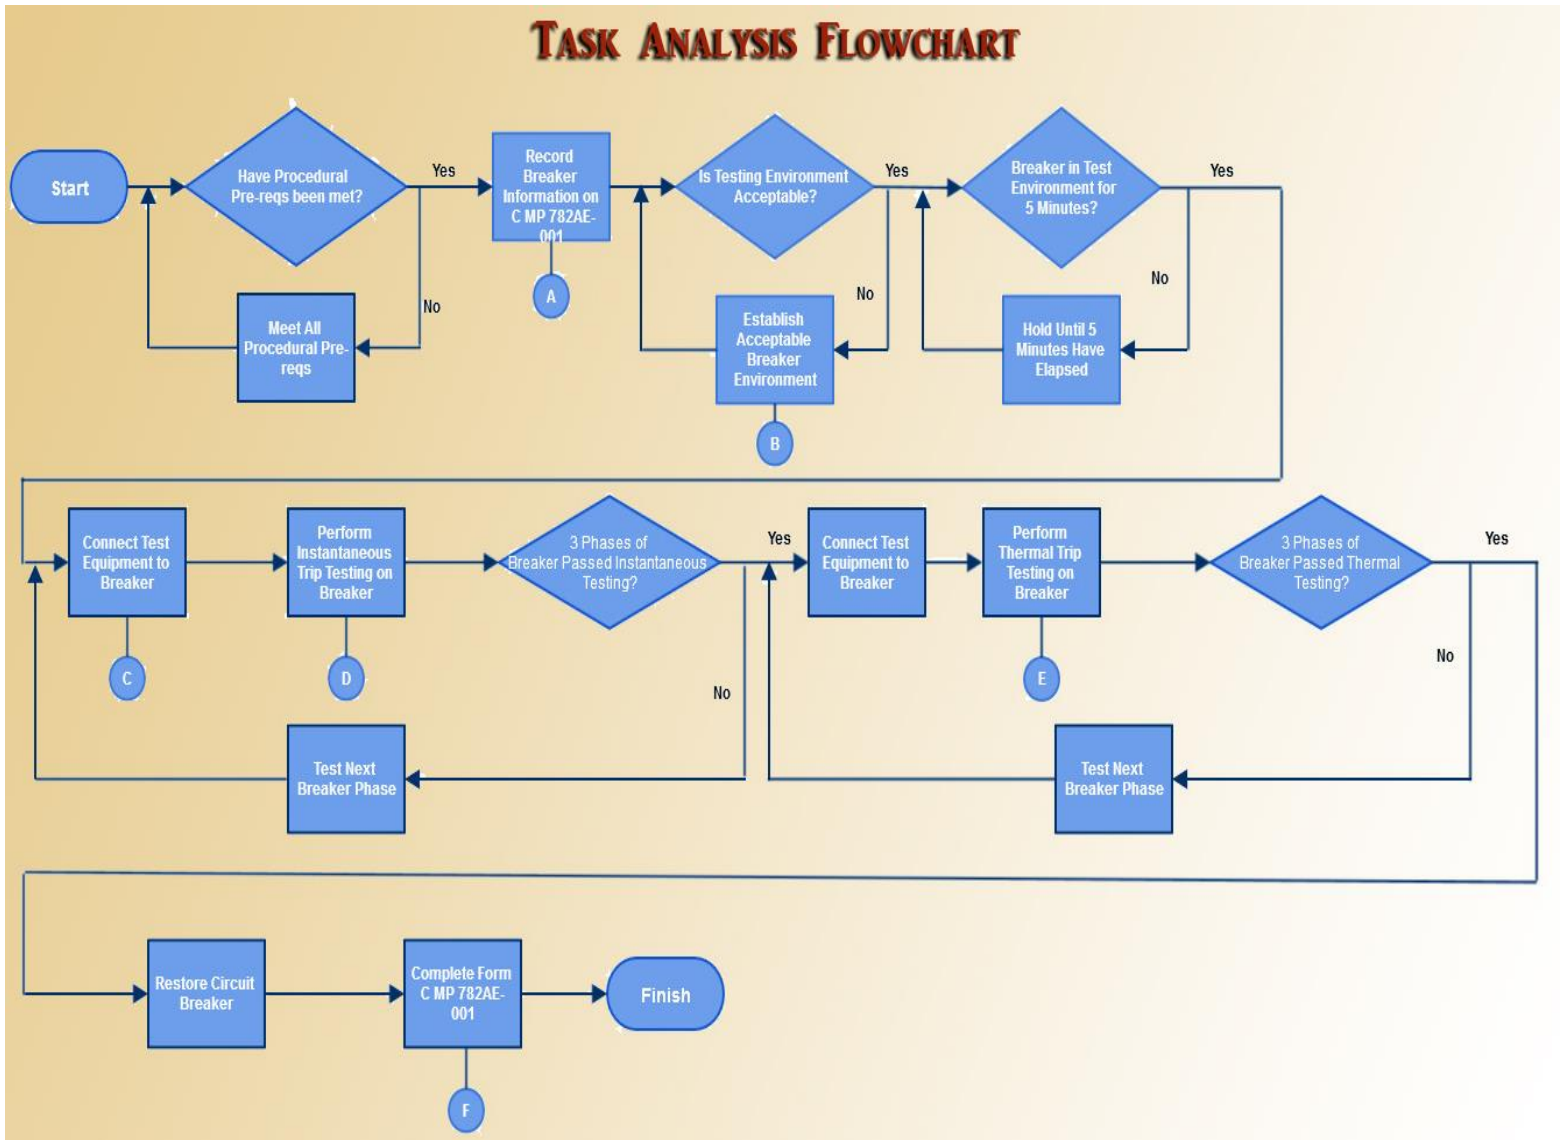 TASK ANALYSIS FLOWCHART
Start
Have Procedural
Pre-reqs been met?
Yes
No
Meet All
Procedural Pre-
reqs
Record
Breaker
Information on
C MP 782AE-
001
A
Is Testing Environment
Acceptable?
Yes
No
Establish
Acceptable
Breaker
Environment
B
Breaker in Test
Environment for
5 Minutes?
Yes
No
Hold Until 5
Minutes Have
Elapsed
Connect Test
Equipment to
Breaker
C
Perform
Instantaneous
Trip Testing on
Breaker
D
3 Phases of
Breaker Passed Instantaneous
Testing?
Yes
No
Test Next
Breaker Phase
Connect Test
Equipment to
Breaker
Perform
Thermal Trip
Testing on
Breaker
E
3 Phases of
Breaker Passed Thermal
Testing?
Yes
No
Test Next
Breaker Phase
Restore Circuit
Breaker
Complete Form
C MP 782AE-
001
F
Finish